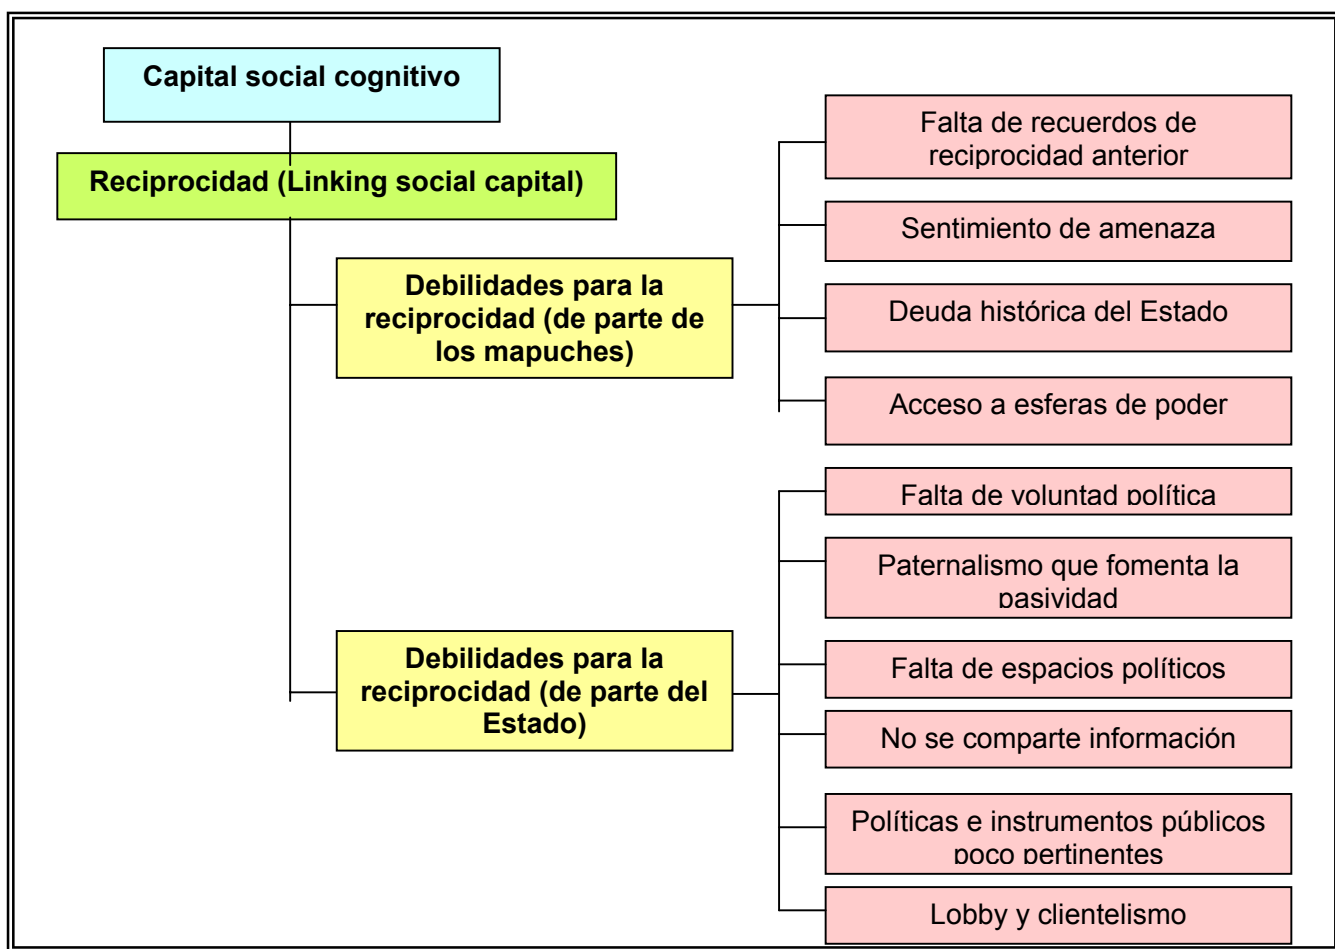 Capital social cognitivo
Reciprocidad (Linking social capital)
Debilidades para la
reciprocidad (de parte de
los mapuches)
Falta de recuerdos de
reciprocidad anterior
Sentimiento de amenaza
Deuda histórica del Estado
Acceso a esferas de poder
Debilidades para la
reciprocidad (de parte del
Estado)
Falta de voluntad política
Paternalismo que fomenta la
pasividad
Falta de espacios políticos
No se comparte información
Políticas e instrumentos públicos
poco pertinentes
Lobby y clientelismo